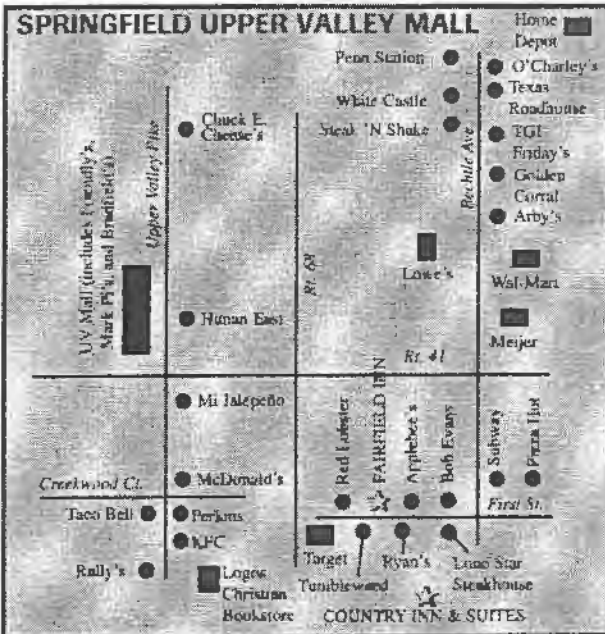 SPRINGFIELD UPPER VALLEY MALL
Home
Depot
Penn Station
O'Charley's
Texas
Roadhouse
White Castle
Chuck E.
Cheese's
Steak 'N Shake
TGI
Friday's
Golden
Corral
Arby's
Upper Valley Pike
Rt. 68
Bechtle Ave.
UV Mall (includes Friendly's,
Mark Pi's, and Bradfield's)
Lowe's
Wal-Mart
Hunan East
Meijer
Rt. 41
Mi Jalepeño
Red Lobster
FAIRFIELD INN
Applebee's
Bob Evans
Subway
Pizza Hut
McDonald's
Creekwood Ct.
First St.
Taco Bell
Perkins
KFC
Target
Tumbleweed
Ryan's
Lone Star
Steakhouse
Rally's
Logos
Christian
Bookstore
COUNTRY INN & SUITES